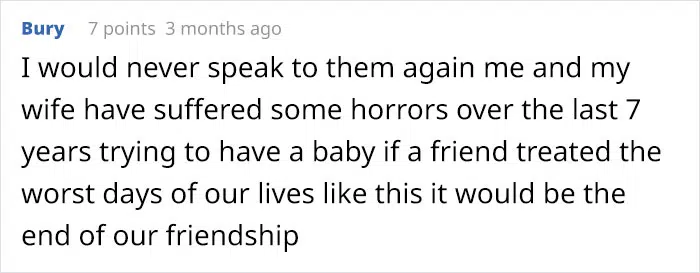 Bury 7 points 3 months ago
I would never speak to them again me and my
wife have suffered some horrors over the last 7
years trying to have a baby if a friend treated the
worst days of our lives like this it would be the
end of our friendship